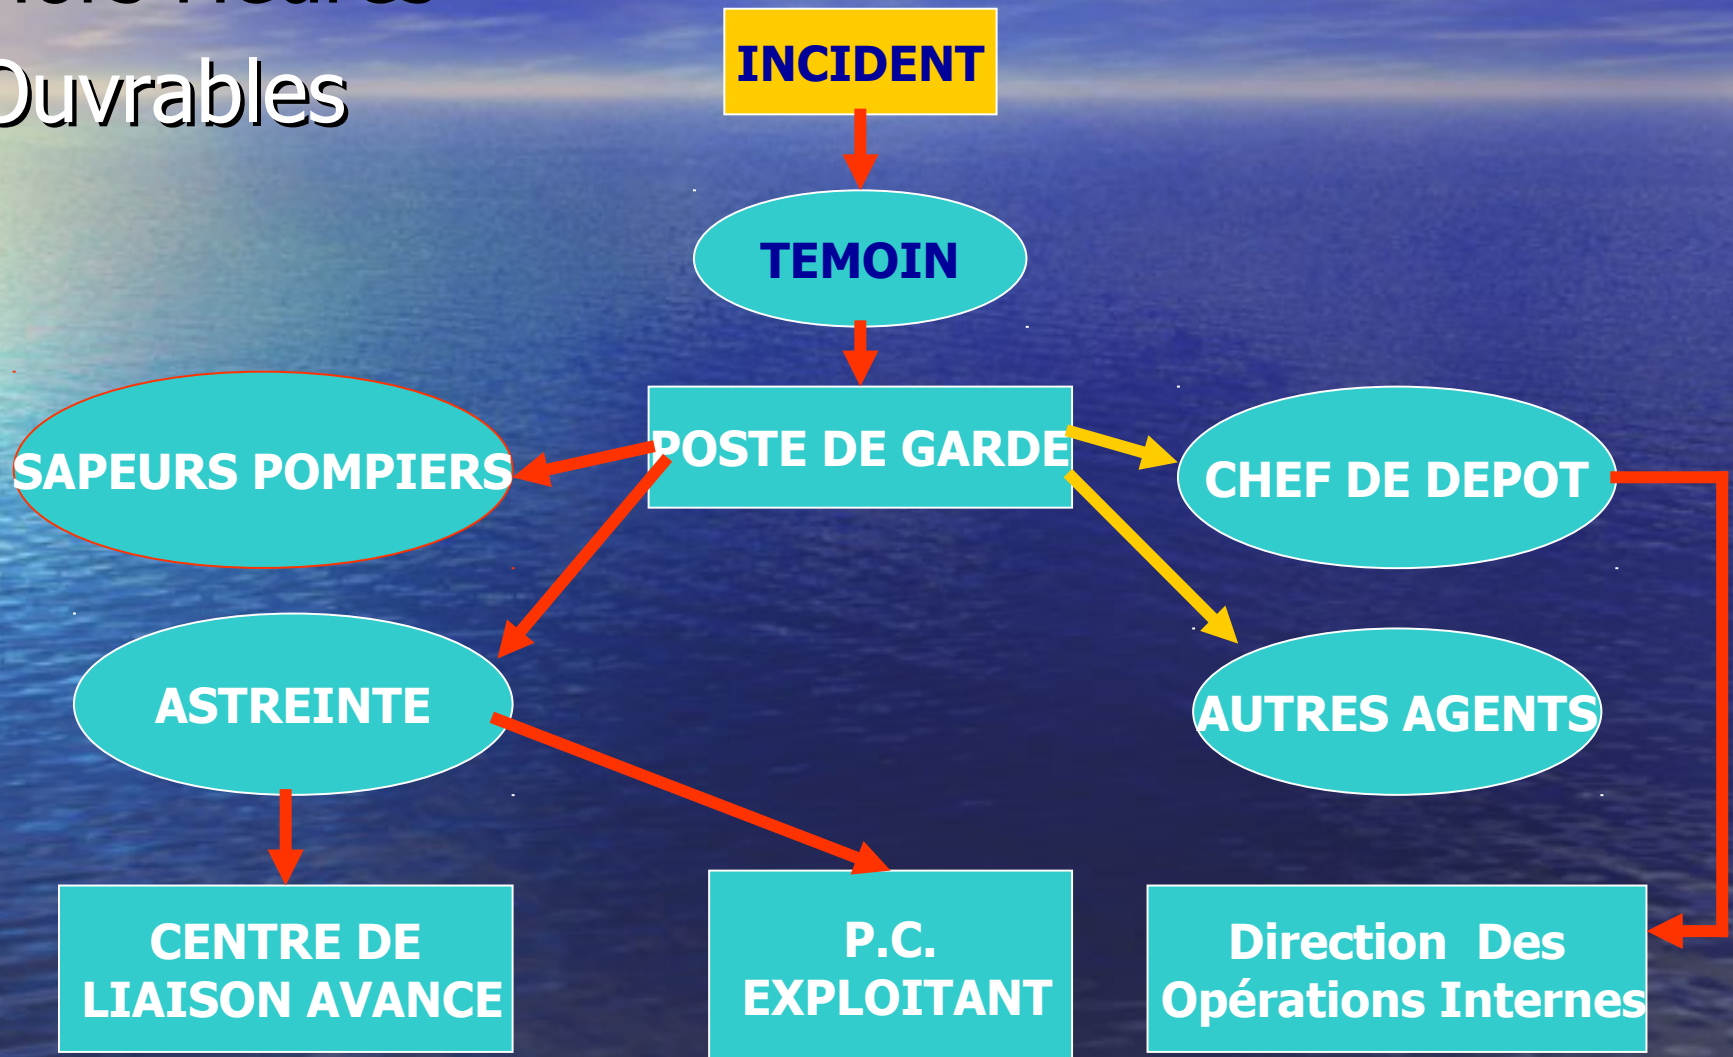 Heures
Ouvrables
INCIDENT
TEMOIN
POSTE DE GARDE
SAPEURS POMPIERS
CHEF DE DEPOT
ASTREINTE
AUTRES AGENTS
CENTRE DE
LIAISON AVANCE
P.C.
EXPLOITANT
Direction Des
Opérations Internes